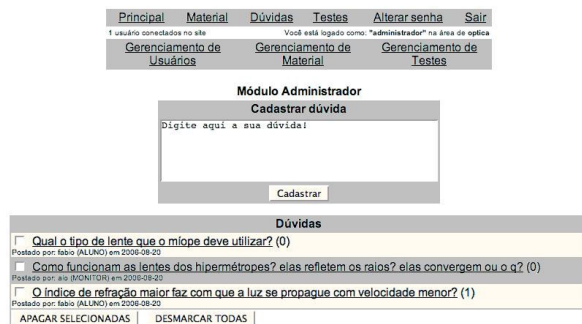 Principal Material Dúvidas Testes Alterar senha Sair
1 usuário conectados no site Você está logado como: "administrador" na área de optica
Gerenciamento de Usuários Gerenciamento de Material Gerenciamento de Testes
Módulo Administrador
Cadastrar dúvida
Digite aqui a sua dúvida!
Cadastrar
Dúvidas
Qual o tipo de lente que o míope deve utilizar? (0)
Postado por: fabio (ALUNO) em 2006-08-20
Como funcionam as lentes dos hipermétropes? elas refletem os raios? elas convergem ou o q? (0)
Postado por: alo (MONITOR) em 2006-08-20
O índice de refração maior faz com que a luz se propague com velocidade menor? (1)
Postado por: fabio (ALUNO) em 2006-08-20
APAGAR SELECIONADAS DESMARCAR TODAS